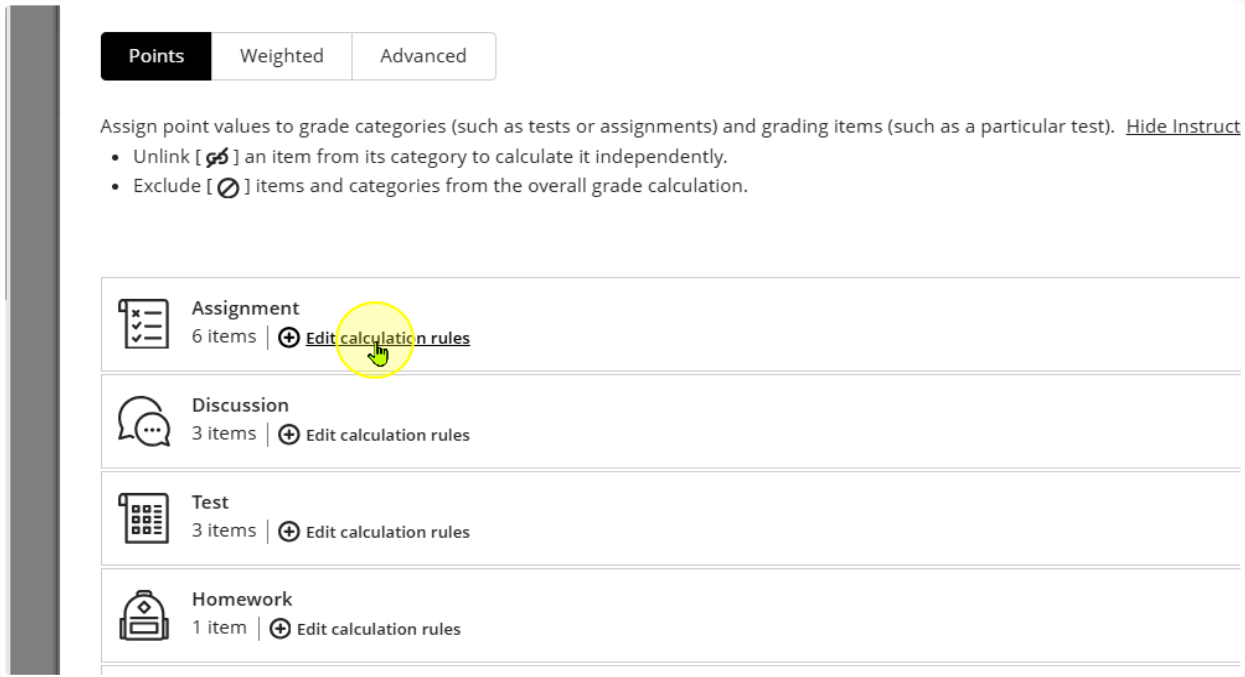 Points Weighted Advanced
Assign point values to grade categories (such as tests or assignments) and grading items (such as a particular test). Hide Instruct
• Unlink [ ] an item from its category to calculate it independently.
• Exclude [ ] items and categories from the overall grade calculation.
Assignment
6 items | Edit calculation rules
Discussion
3 items | Edit calculation rules
Test
3 items | Edit calculation rules
Homework
1 item | Edit calculation rules